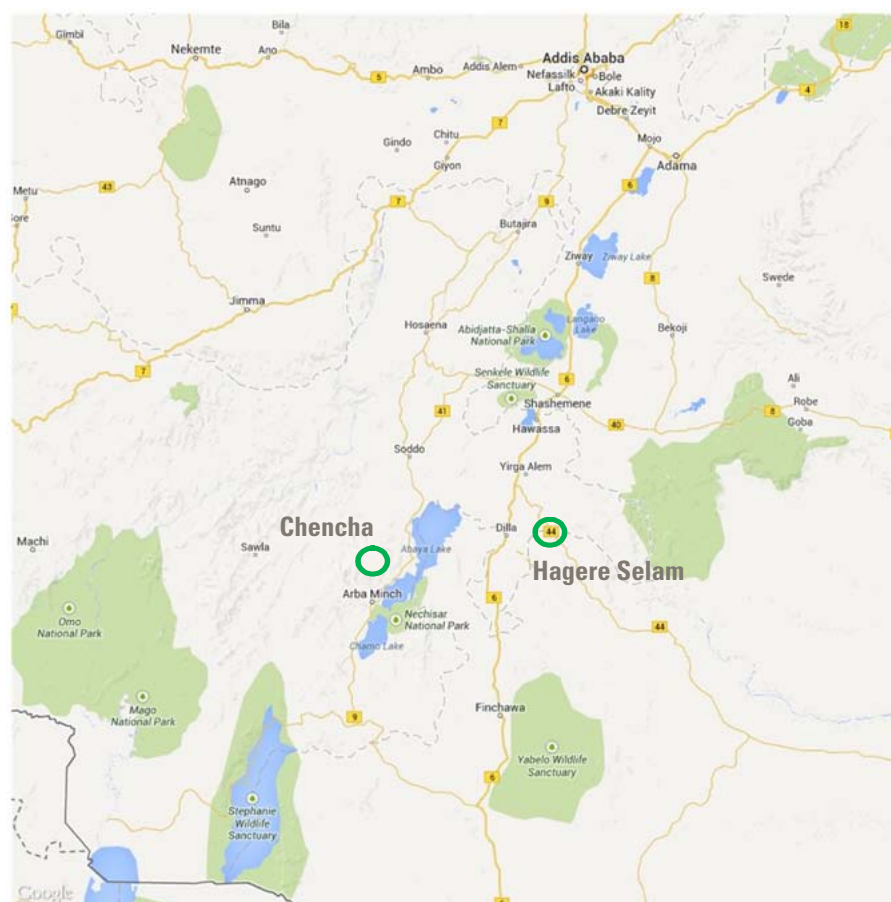 Bila
Gimbi
Nekemte
Ano
Ambo
Addis Alem
Addis Ababa
Nefassilk
Lafto
Bole
Akaki Kality
Debre Zeyit
18
4
5
7
Chitu
Gindo
Giyon
Mojo
Adama
Metu
43
Atnago
7
9
6
Suntu
Butajira
Ziway
Ziway Lake
8
Swede
Jimma
Hosaena
Abidjatta-Shalla
National Park
Langano
Lake
Bekoji
7
Senkele Wildlife
Sanctuary
6
Shashemene
Ali
Robe
Goba
8
41
Hawassa
40
Soddo
Yirga Alem
Chencha
Dilla
44
Machi
Sawla
Abaya Lake
Hagere Selam
Arba Minch
6
Omo
National Park
Nechisar
National Park
44
Chamo Lake
Mago
National Park
9
Finchawa
Yabelo Wildlife
Sanctuary
6
Stephanie
Wildlife
Sanctuary
Google